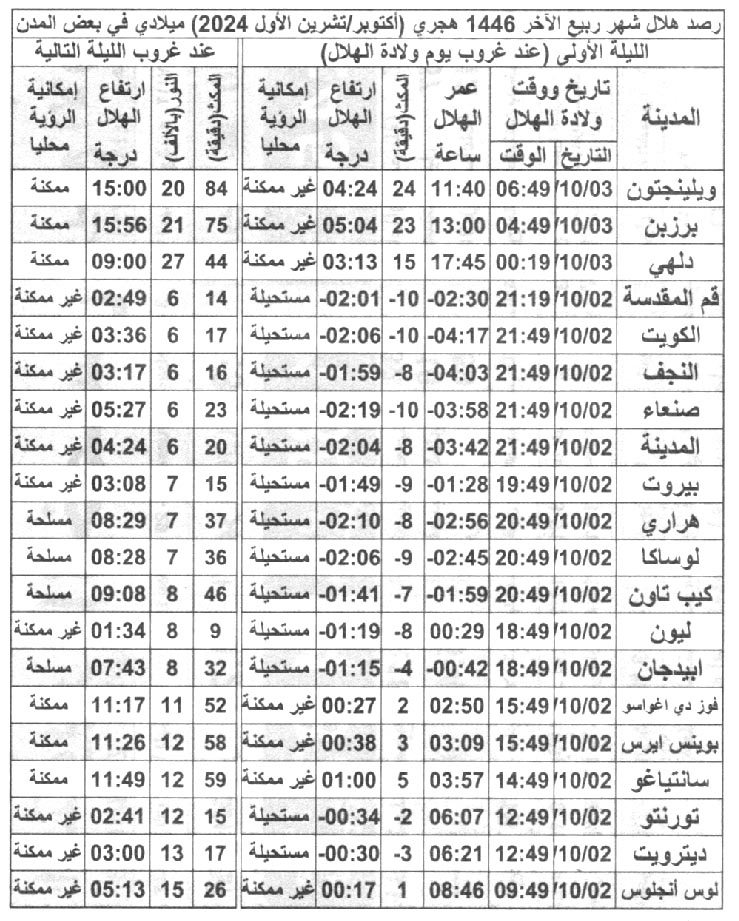 رصد هلال شهر ربيع الآخر 1446 هجري (أكتوبر/تشرين الأول 2024) ميلادي في بعض المدن
الليلة الأولى (عند غروب يوم ولادة الهلال) عند غروب الليلة التالية
المدينة تاريخ ووقت ولادة الهلال التاريخ الوقت عمر الهلال ساعة المكث(دقيقة) ارتفاع الهلال درجة إمكانية الرؤية محليا المكث(دقيقة) النور(بالألف) ارتفاع الهلال درجة إمكانية الرؤية محليا
ويلينجتون 10/03/ 06:49 11:40 24 04:24 غير ممكنة 84 20 15:00 ممكنة
برزبن 10/03/ 04:49 13:00 23 05:04 غير ممكنة 75 21 15:56 ممكنة
دلهي 10/03/ 00:19 17:45 15 03:13 غير ممكنة 44 27 09:00 ممكنة
قم المقدسة 10/02/ 21:19 -02:30 -10 -02:01 مستحيلة 14 6 02:49 غير ممكنة
الكويت 10/02/ 21:49 -04:17 -10 -02:06 مستحيلة 17 6 03:36 غير ممكنة
النجف 10/02/ 21:49 -04:03 -8 -01:59 مستحيلة 16 6 03:17 غير ممكنة
صنعاء 10/02/ 21:49 -03:58 -10 -02:19 مستحيلة 23 6 05:27 غير ممكنة
المدينة 10/02/ 21:49 -03:42 -8 -02:04 مستحيلة 20 6 04:24 غير ممكنة
بيروت 10/02/ 19:49 -01:28 -9 -01:49 مستحيلة 15 7 03:08 غير ممكنة
هراري 10/02/ 20:49 -02:56 -8 -02:10 مستحيلة 37 7 08:29 مسلحة
لوساكا 10/02/ 20:49 -02:45 -9 -02:06 مستحيلة 36 7 08:28 مسلحة
كيب تاون 10/02/ 20:49 -01:59 -7 -01:41 مستحيلة 46 8 09:08 مسلحة
ليون 10/02/ 18:49 00:29 -8 -01:19 مستحيلة 9 8 01:34 غير ممكنة
ابيدجان 10/02/ 18:49 -00:42 -4 -01:15 مستحيلة 32 8 07:43 مسلحة
فوز دي اغواسو 10/02/ 15:49 02:50 2 00:27 غير ممكنة 52 11 11:17 ممكنة
بوينس ايرس 10/02/ 15:49 03:09 3 00:38 غير ممكنة 58 12 11:26 ممكنة
سانتياغو 10/02/ 14:49 03:57 5 01:00 غير ممكنة 59 12 11:49 ممكنة
تورنتو 10/02/ 12:49 06:07 -2 -00:34 مستحيلة 15 12 02:41 غير ممكنة
ديترويت 10/02/ 12:49 06:21 -3 -00:30 مستحيلة 17 13 03:00 غير ممكنة
لوس أنجلوس 10/02/ 09:49 08:46 1 00:17 غير ممكنة 26 15 05:13 غير ممكنة